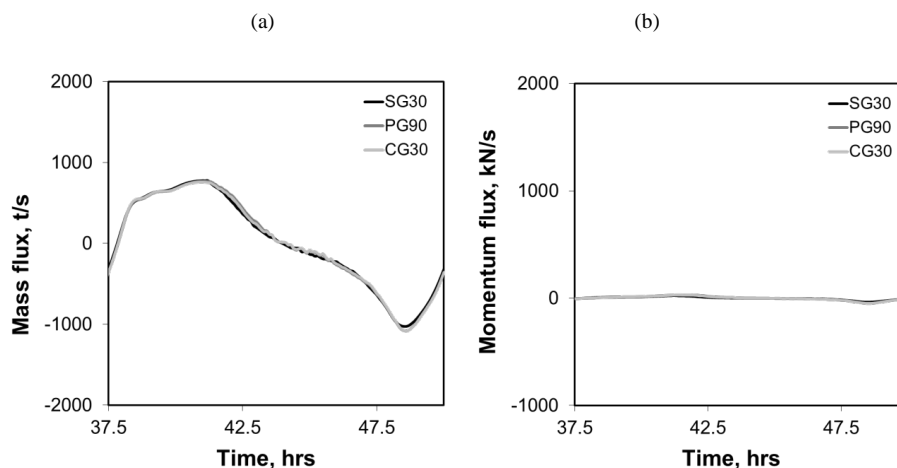 (a)
(b)
Mass flux, t/s
2000
1000
0
-1000
-2000
37.5
42.5
47.5
Time, hrs
SG30
PG90
CG30
Momentum flux, kN/s
2000
1000
0
-1000
37.5
42.5
47.5
Time, hrs
SG30
PG90
CG30